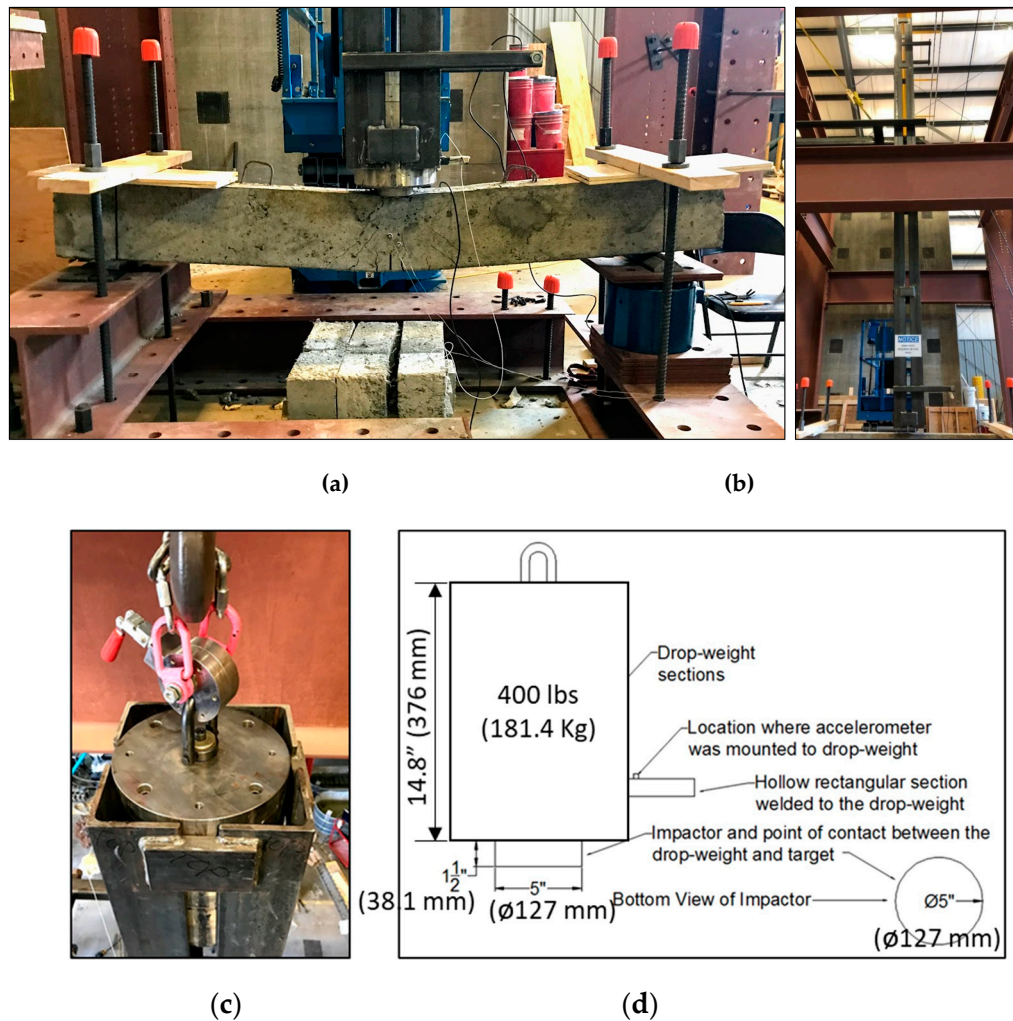 NOTICE
(a)
(b)
14.8” (376 mm)
400 lbs
(181.4 Kg)
Drop-weight
sections
Location where accelerometer
was mounted to drop-weight
Hollow rectangular section
welded to the drop-weight
Impactor and point of contact between the
drop-weight and target
1 1/2"
(38.1 mm)
5"
(ø127 mm)
Bottom View of Impactor
Ø5"
(ø127 mm)
(c)
(d)